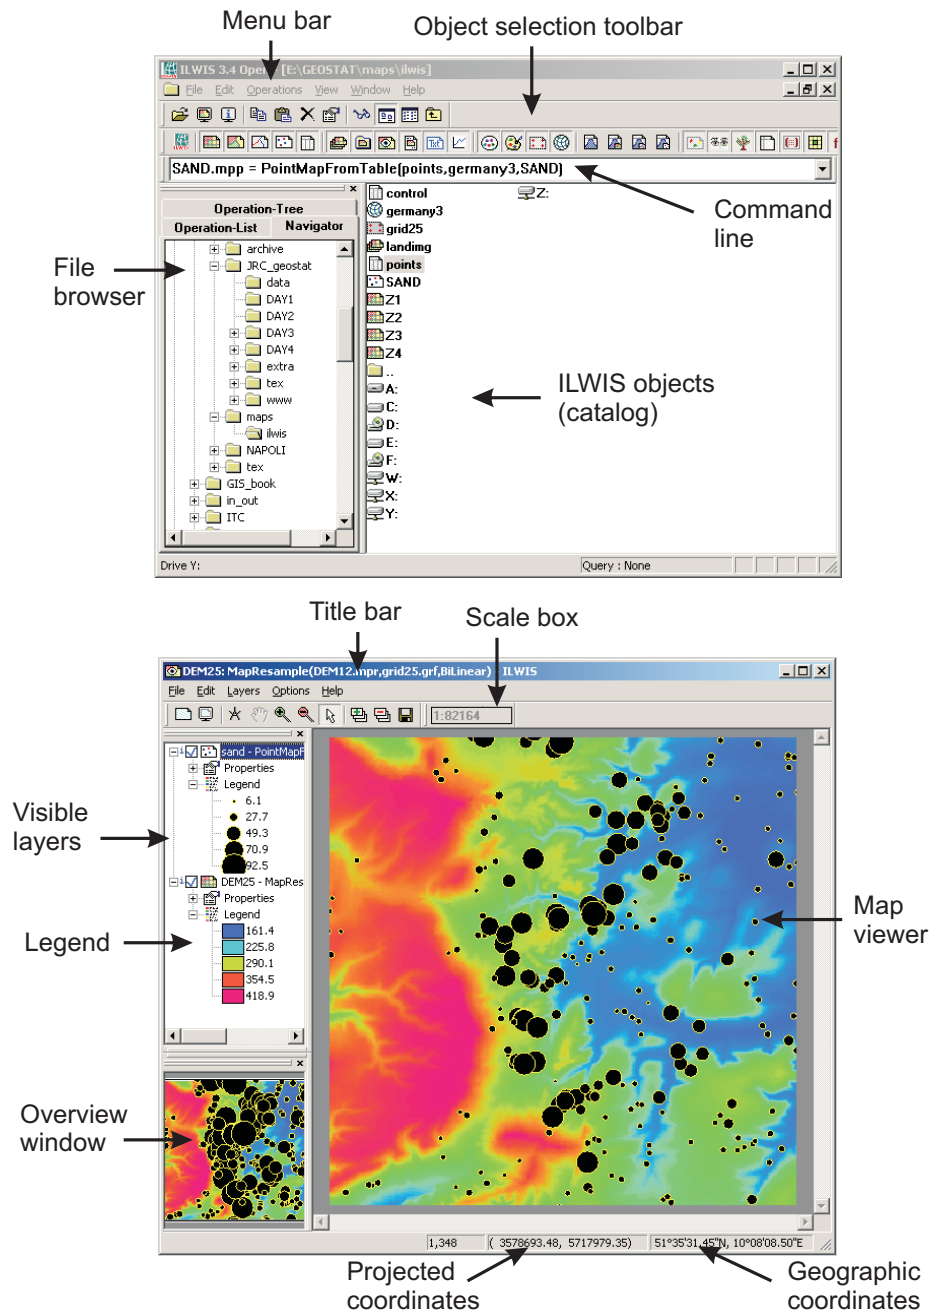 Menu bar
Object selection toolbar
ILWIS 3.4 Open - [E:\GEOSTAT\maps\ilwis]
File Edit Operations View Window Help
SAND.mpp = PointMapFromTable(points,germany3,SAND)
Command
line
Operation-Tree
Operation-List Navigator
File
browser
archive
JRC_geostat
data
DAY1
DAY2
DAY3
DAY4
extra
tex
www
maps
ilwis
NAPOLI
tex
GIS_book
in_out
ITC
control
germany3
grid25
landimg
points
SAND
Z1
Z2
Z3
Z4
..
A:
C:
D:
E:
F:
W:
X:
Y:
Z:
ILWIS objects
(catalog)
Drive Y:
Query : None
Title bar
Scale box
DEM25: MapResample(DEM12.mpr,grid25.grf,BiLinear) - ILWIS
File Edit Layers Options Help
1:82164
Visible
layers
sand - PointMapF
Properties
Legend
6.1
27.7
49.3
70.9
92.5
DEM25 - MapRes
Properties
Legend
161.4
225.8
290.1
354.5
418.9
Legend
Map
viewer
Overview
window
1,348
( 3578693.48, 5717979.35)
51°35'31.45"N, 10°08'08.50"E
Projected
coordinates
Geographic
coordinates